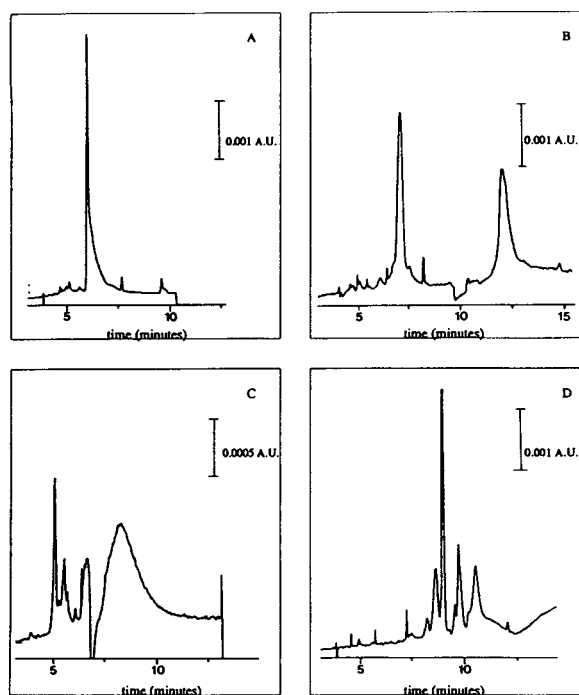 A
0.001 A.U.
5 10
time (minutes)
B
0.001 A.U.
5 10 15
time (minutes)
C
0.0005 A.U.
5 10
time (minutes)
D
0.001 A.U.
5 10
time (minutes)